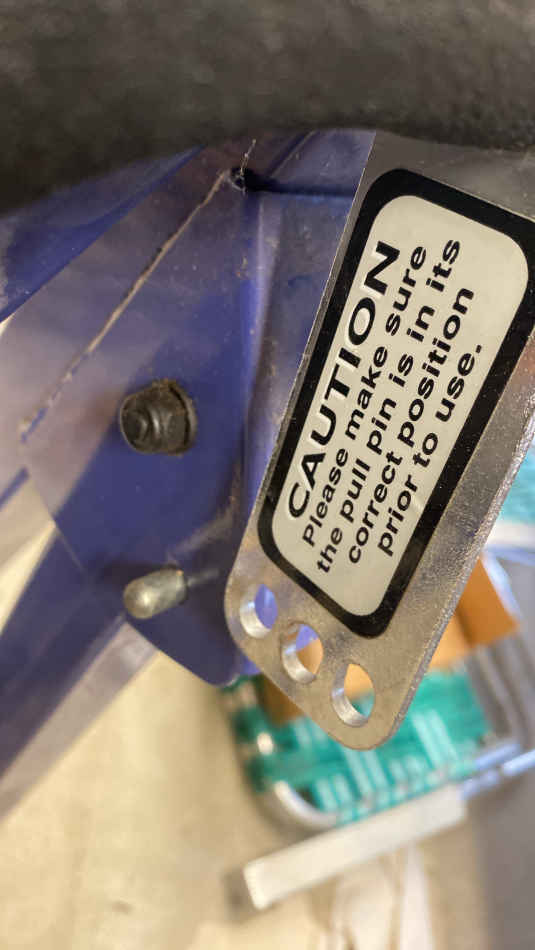 CAUTION
Please make sure
the pull pin is in its
correct position
prior to use.